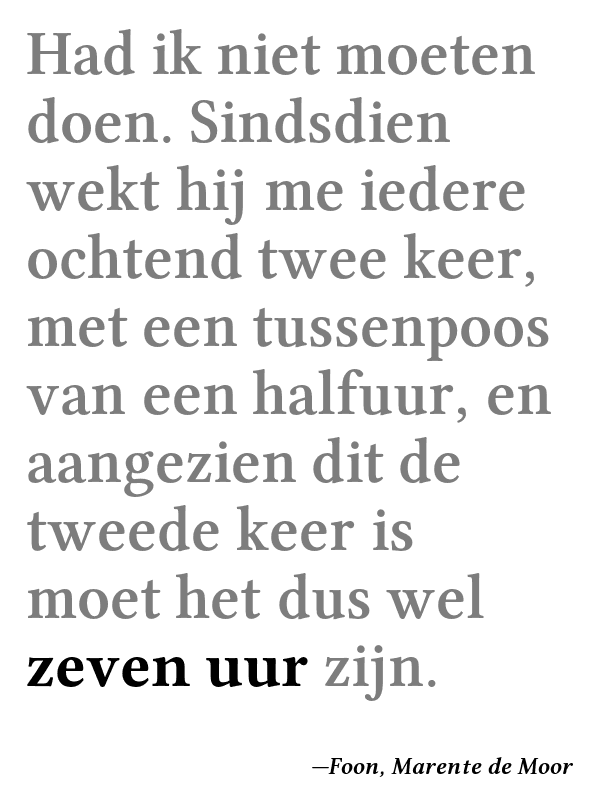 Had ik niet moeten
doen. Sindsdien
wekt hij me iedere
ochtend twee keer,
met een tussenpoos
van een halfuur, en
aangezien dit de
tweede keer is
moet het dus wel
zeven uur zijn.
—Foon, Marente de Moor